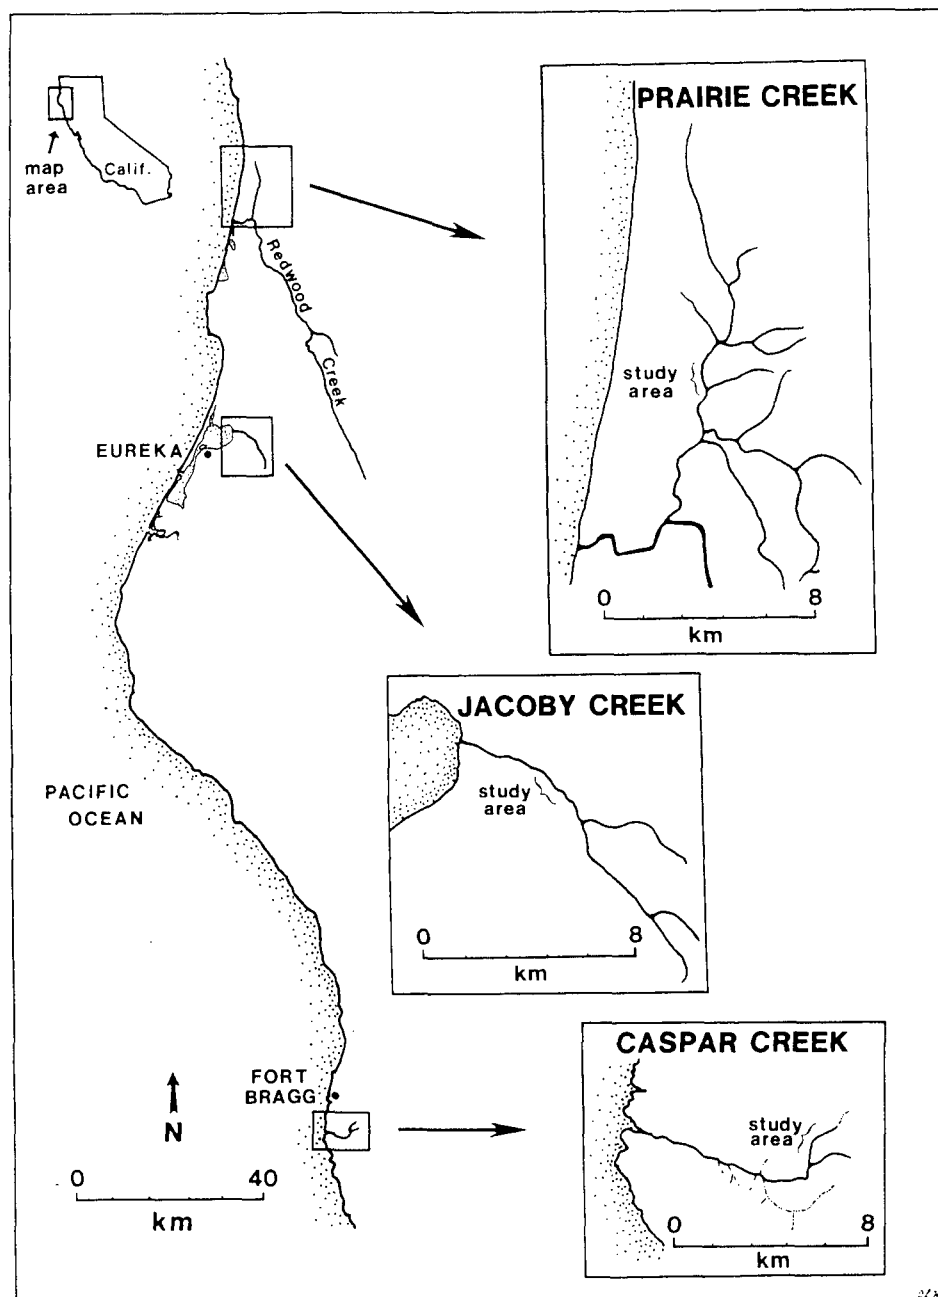 map
area
Calif.
Redwood
Creek
EUREKA
PACIFIC
OCEAN
FORT
BRAGG
N
0 40
km
PRAIRIE CREEK
study
area
0 8
km
JACOBY CREEK
study
area
0 8
km
CASPAR CREEK
study
area
0 8
km